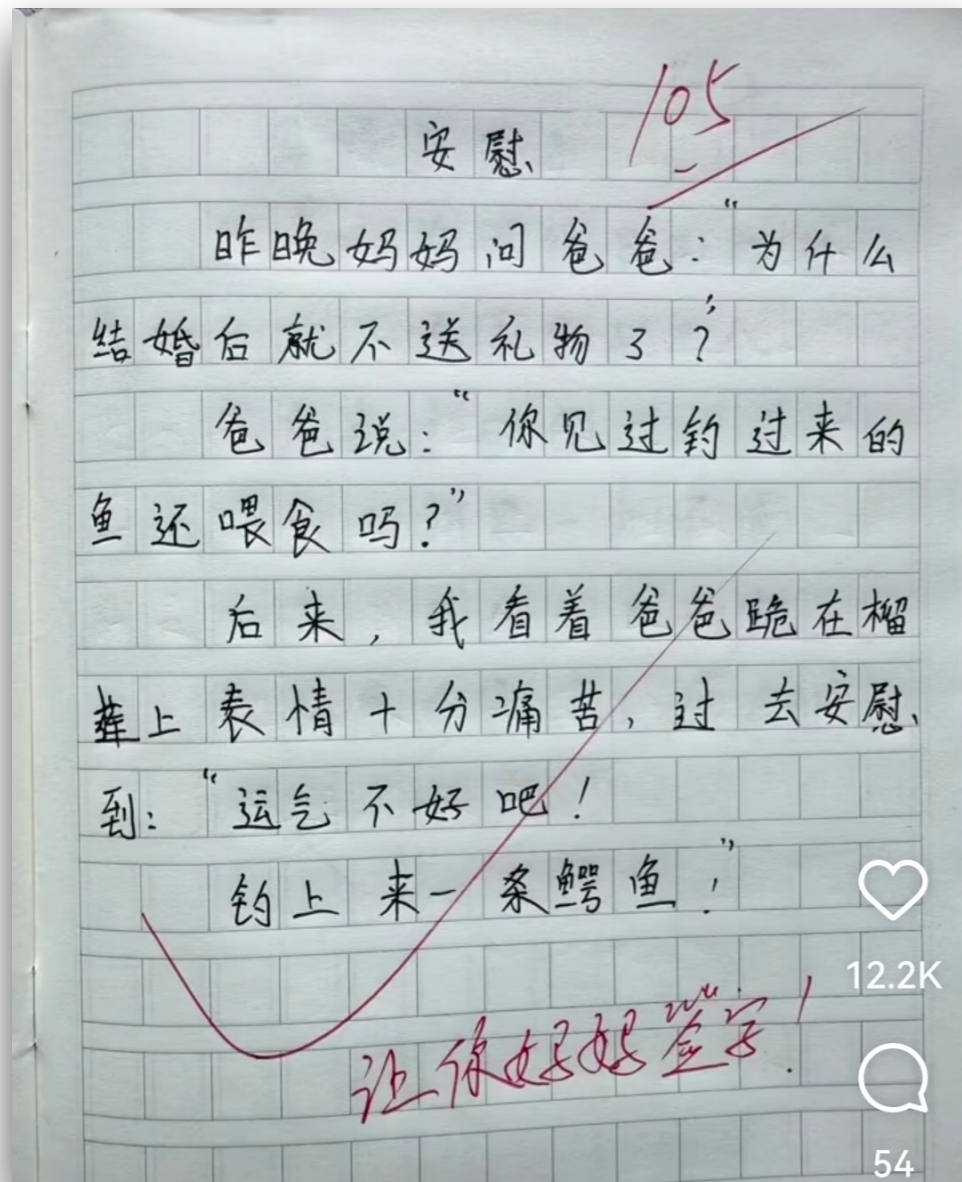 105
安慰
昨晚妈妈问爸爸:“为什么
结婚后就不送礼物了?”
爸爸说:“你见过钓过来的
鱼还喂食吗?”
后来,我看着爸爸跪在榴
莲上表情十分痛苦,过去安慰
到:“运气不好吧!
钓上来一条鳄鱼!”
12.2K
让你妈妈签字!
54